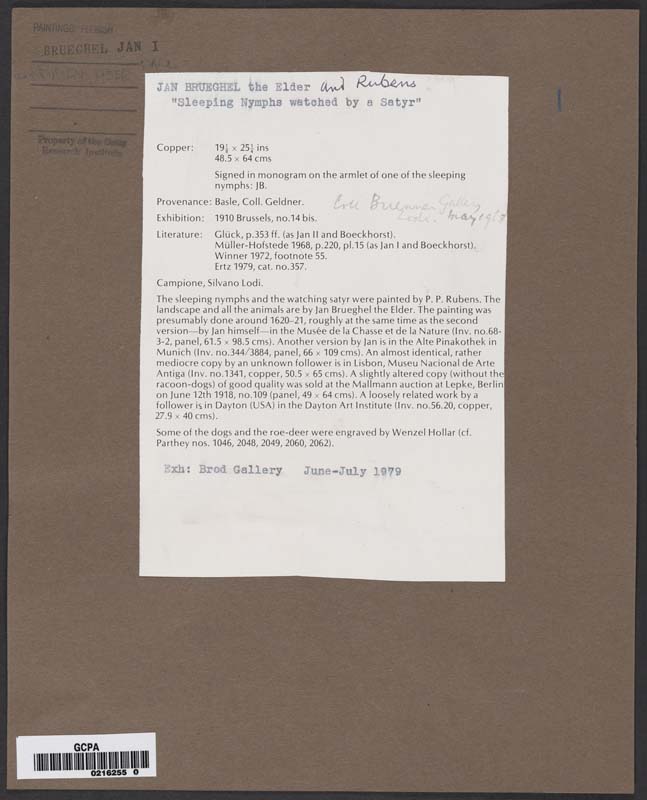 PAINTINGS: FLEMISH
BRUEGHEL JAN I
Property of the Getty
Research Institute
JAN BRUEGHEL the Elder and Rubens
"Sleeping Nymphs watched by a Satyr"
Copper: 19⅛ × 25¼ ins
48.5 × 64 cms
Signed in monogram on the armlet of one of the sleeping
nymphs: JB.
Provenance: Basle, Coll. Geldner.
Coll Brunner Gallery
May 1968
Exhibition: 1910 Brussels, no.14 bis.
Literature: Glück, p.353 ff. (as Jan II and Boeckhorst).
Müller-Hofstede 1968, p.220, pl.15 (as Jan I and Boeckhorst).
Winner 1972, footnote 55.
Ertz 1979, cat. no.357.
Campione, Silvano Lodi.
The sleeping nymphs and the watching satyr were painted by P. P. Rubens. The
landscape and all the animals are by Jan Brueghel the Elder. The painting was
presumably done around 1620–21, roughly at the same time as the second
version—by Jan himself—in the Musée de la Chasse et de la Nature (Inv. no.68-
3-2, panel, 61.5 × 98.5 cms). Another version by Jan is in the Alte Pinakothek in
Munich (Inv. no.344/3884, panel, 66 × 109 cms). An almost identical, rather
mediocre copy by an unknown follower is in Lisbon, Museu Nacional de Arte
Antiga (Inv. no.1341, copper, 50.5 × 65 cms). A slightly altered copy (without the
racoon-dogs) of good quality was sold at the Mallmann auction at Lepke, Berlin
on June 12th 1918, no.109 (panel, 49 × 64 cms). A loosely related work by a
follower is in Dayton (USA) in the Dayton Art Institute (Inv. no.56.20, copper,
27.9 × 40 cms).
Some of the dogs and the roe-deer were engraved by Wenzel Hollar (cf.
Parthey nos. 1046, 2048, 2049, 2060, 2062).
Exh: Brod Gallery June-July 1979
GCPA
0216255 0